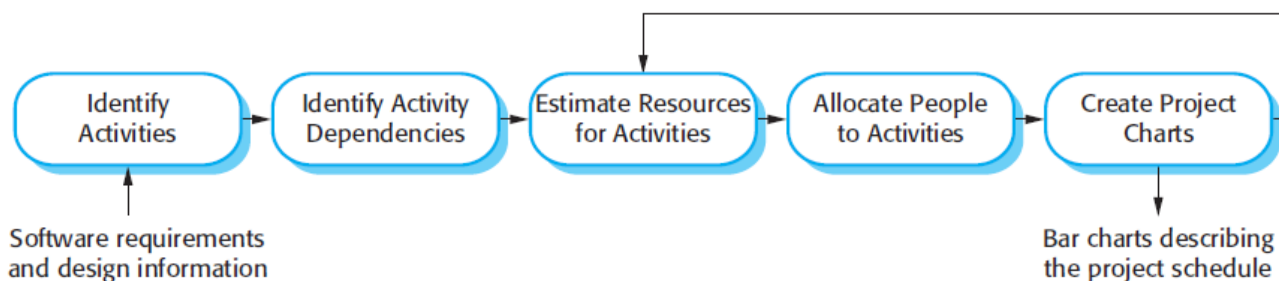 Identify
Activities
Identify Activity
Dependencies
Estimate Resources
for Activities
Allocate People
to Activities
Create Project
Charts
Software requirements
and design information
Bar charts describing
the project schedule